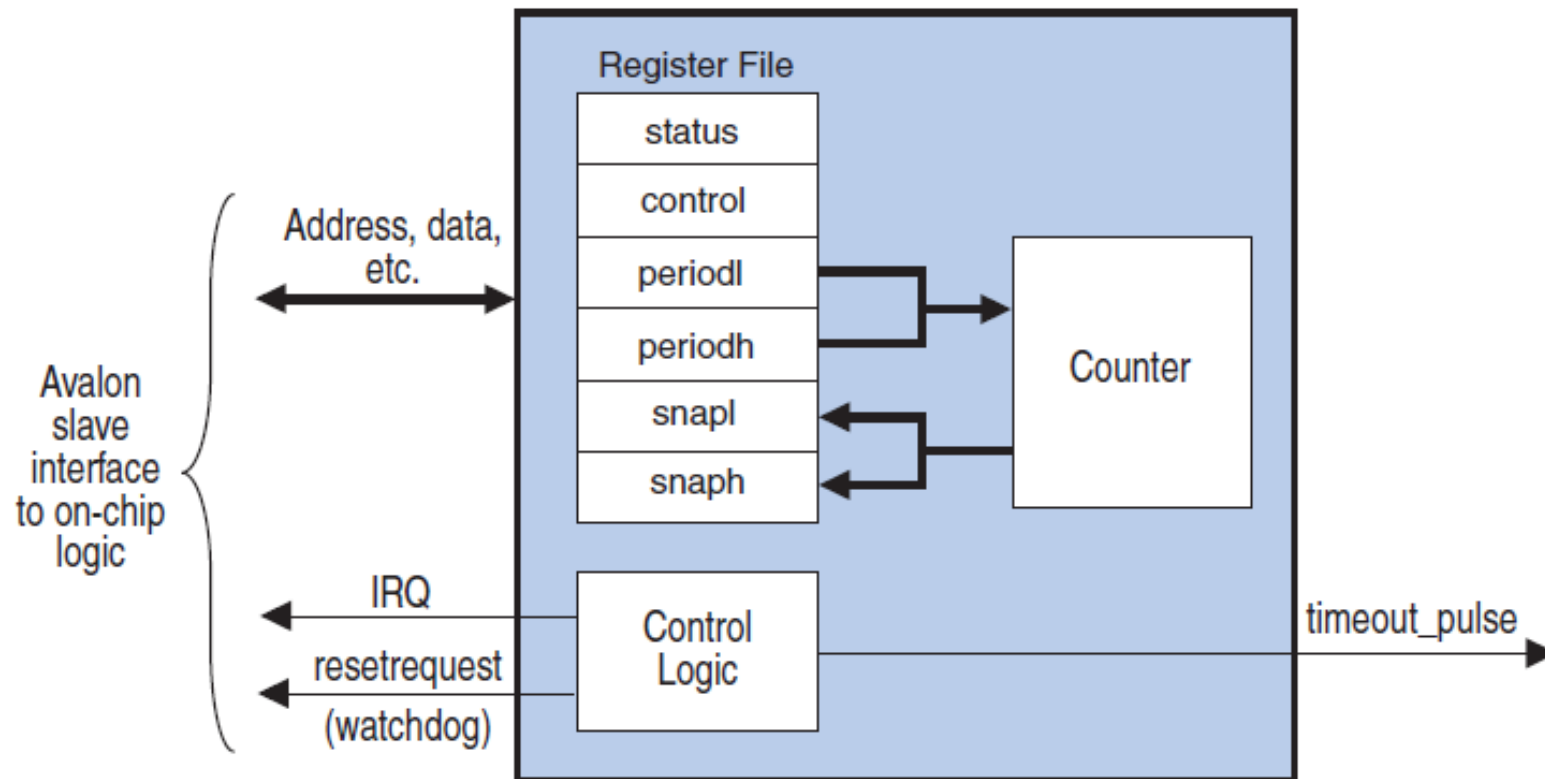 Register File
status
control
periodl
periodh
snapl
snaph
Counter
Address, data,
etc.
Avalon
slave
interface
to on-chip
logic
IRQ
resetrequest
(watchdog)
Control
Logic
timeout_pulse